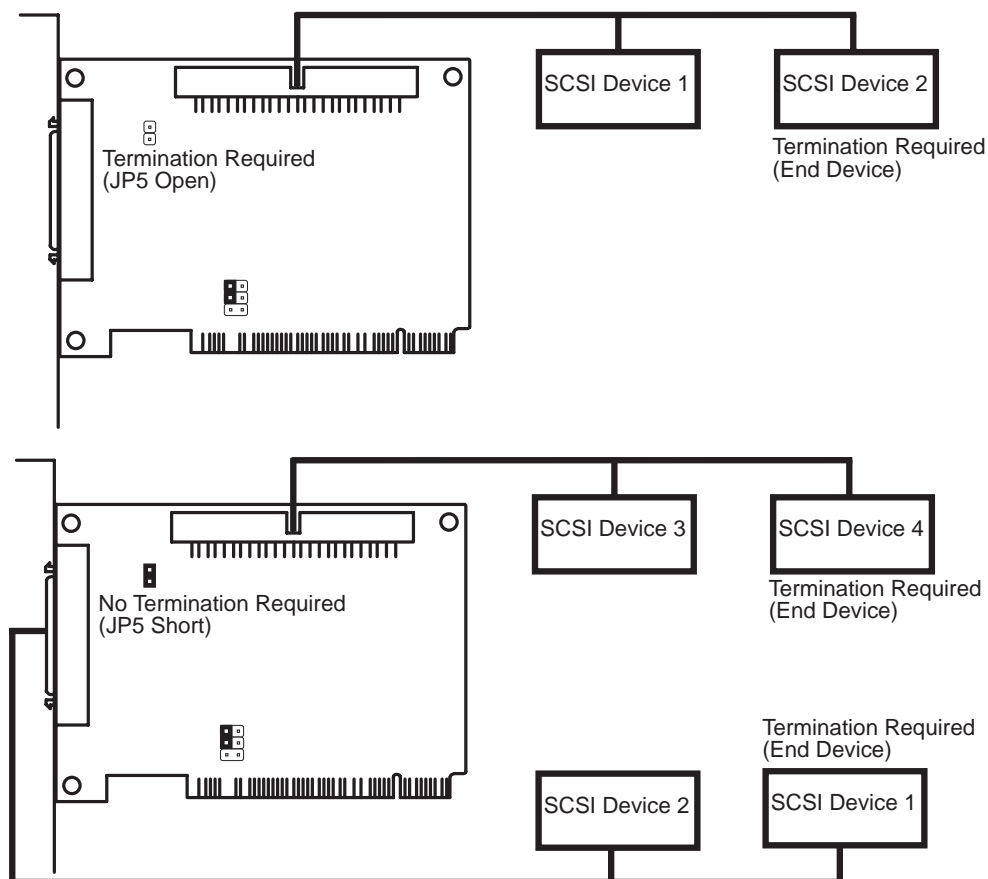 SCSI Device 1
SCSI Device 2
Termination Required
(End Device)
Termination Required
(JP5 Open)
SCSI Device 3
SCSI Device 4
Termination Required
(End Device)
No Termination Required
(JP5 Short)
Termination Required
(End Device)
SCSI Device 2
SCSI Device 1